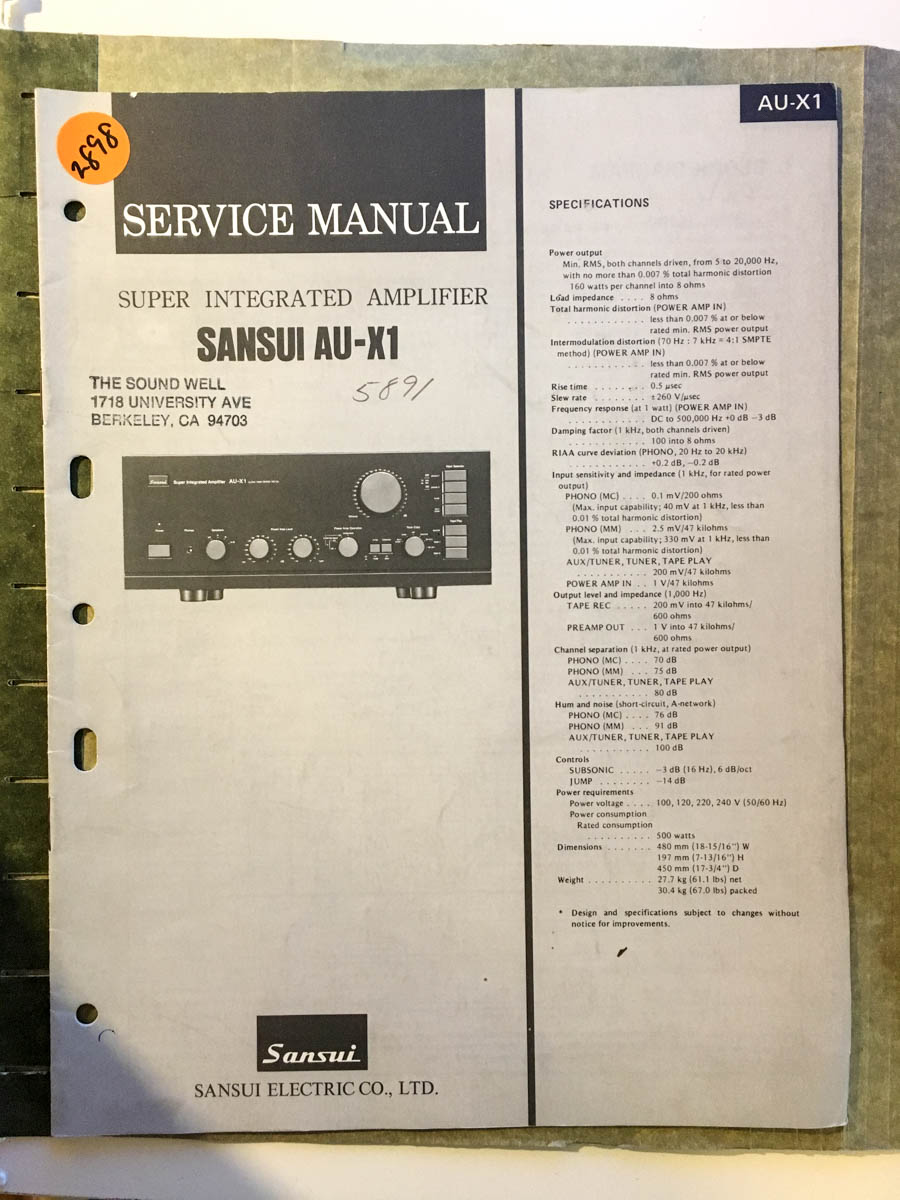 AU-X1
2898
SERVICE MANUAL
SUPER INTEGRATED AMPLIFIER
SANSUI AU-X1
THE SOUND WELL
1718 UNIVERSITY AVE
BERKELEY, CA 94703
5891
Sansui
Super Integrated Amplifier AU-X1
Sansui
SANSUI ELECTRIC CO., LTD.
SPECIFICATIONS
Power output
Min. RMS, both channels driven, from 5 to 20,000 Hz,
with no more than 0.007 % total harmonic distortion
160 watts per channel into 8 ohms
Load impedance . . . . 8 ohms
Total harmonic distortion (POWER AMP IN)
. . . . . . . . . . . . less than 0.007 % at or below
rated min. RMS power output
Intermodulation distortion (70 Hz : 7 kHz = 4:1 SMPTE
method) (POWER AMP IN)
. . . . . . . . . . . . less than 0.007 % at or below
rated min. RMS power output
Rise time . . . . . . . . 0.5 μsec
Slew rate . . . . . . . . ±260 V/μsec
Frequency response (at 1 watt) (POWER AMP IN)
. . . . . . . . . . . . DC to 500,000 Hz +0 dB −3 dB
Damping factor (1 kHz, both channels driven)
. . . . . . . . . . . . 100 into 8 ohms
RIAA curve deviation (PHONO, 20 Hz to 20 kHz)
. . . . . . . . . . . . +0.2 dB, −0.2 dB
Input sensitivity and impedance (1 kHz, for rated power
output)
PHONO (MC) . . . . 0.1 mV/200 ohms
(Max. input capability; 40 mV at 1 kHz, less than
0.01 % total harmonic distortion)
PHONO (MM) . . . . 2.5 mV/47 kilohms
(Max. input capability; 330 mV at 1 kHz, less than
0.01 % total harmonic distortion)
AUX/TUNER, TUNER, TAPE PLAY
. . . . . . . . . . . 200 mV/47 kilohms
POWER AMP IN . . 1 V/47 kilohms
Output level and impedance (1,000 Hz)
TAPE REC . . . . . 200 mV into 47 kilohms/
600 ohms
PREAMP OUT . . . 1 V into 47 kilohms/
600 ohms
Channel separation (1 kHz, at rated power output)
PHONO (MC) . . . . 70 dB
PHONO (MM) . . . . 75 dB
AUX/TUNER, TUNER, TAPE PLAY
. . . . . . . . . . . 80 dB
Hum and noise (short-circuit, A-network)
PHONO (MC) . . . . 76 dB
PHONO (MM) . . . . 91 dB
AUX/TUNER, TUNER, TAPE PLAY
. . . . . . . . . . . 100 dB
Controls
SUBSONIC . . . . . −3 dB (16 Hz), 6 dB/oct
JUMP . . . . . . . . −14 dB
Power requirements
Power voltage . . . . 100, 120, 220, 240 V (50/60 Hz)
Power consumption
Rated consumption
. . . . . . . . . . 500 watts
Dimensions . . . . . . . 480 mm (18-15/16") W
197 mm (7-13/16") H
450 mm (17-3/4") D
Weight . . . . . . . . . . 27.7 kg (61.1 lbs) net
30.4 kg (67.0 lbs) packed
* Design and specifications subject to changes without
notice for improvements.